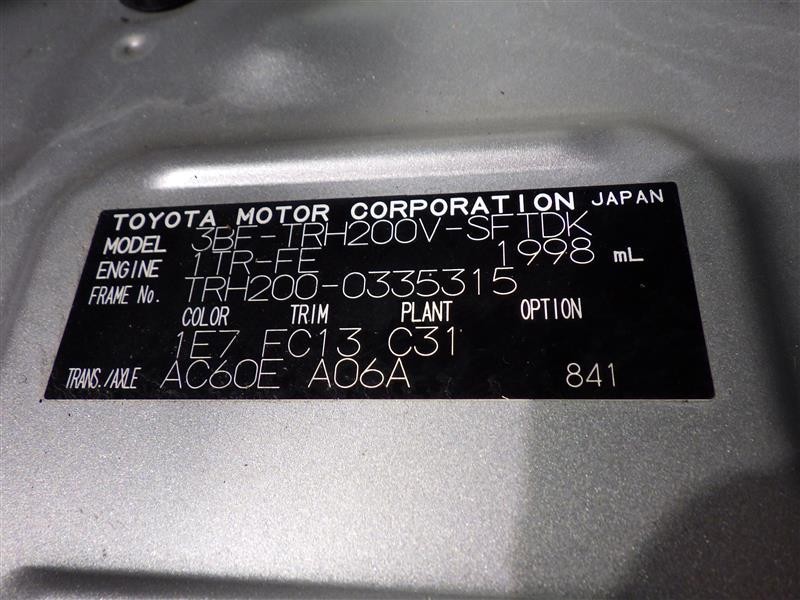 TOYOTA MOTOR CORPORATION JAPAN
MODEL 3BF-TRH200V-SFTDK
ENGINE 1TR-FE 1998 mL
FRAME No. TRH200-0335315
COLOR TRIM PLANT OPTION
1E7 FC13 C31
TRANS./AXLE AC60E A06A 841